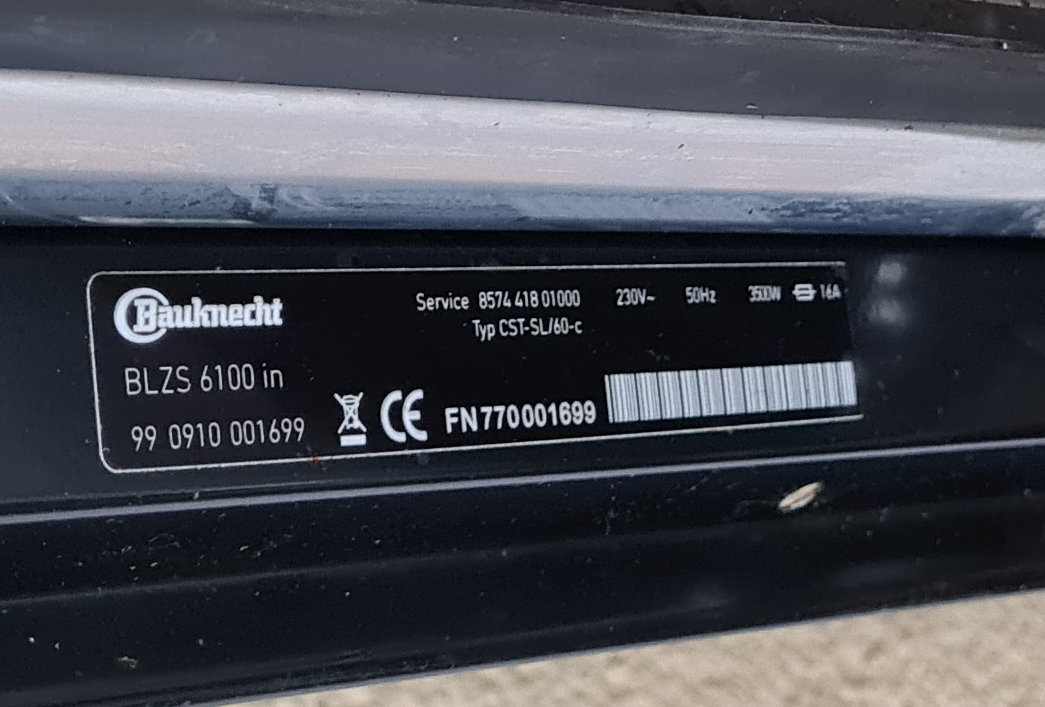 Bauknecht
Service 8574 418 01000 230V~ 50Hz 3500W 16A
Typ CST-SL/60-c
BLZS 6100 in
99 0910 001699
CE FN770001699